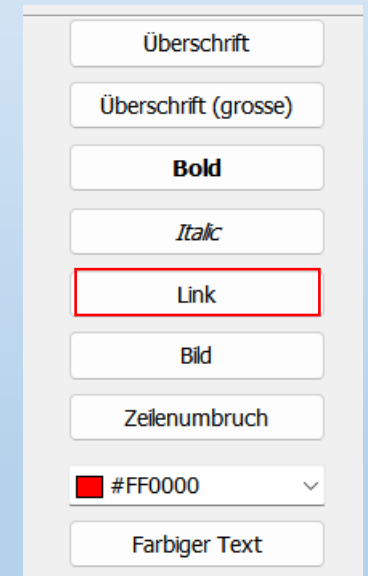 Überschrift
Überschrift (grosse)
Bold
Italic
Link
Bild
Zeilenumbruch
#FF0000
Farbiger Text